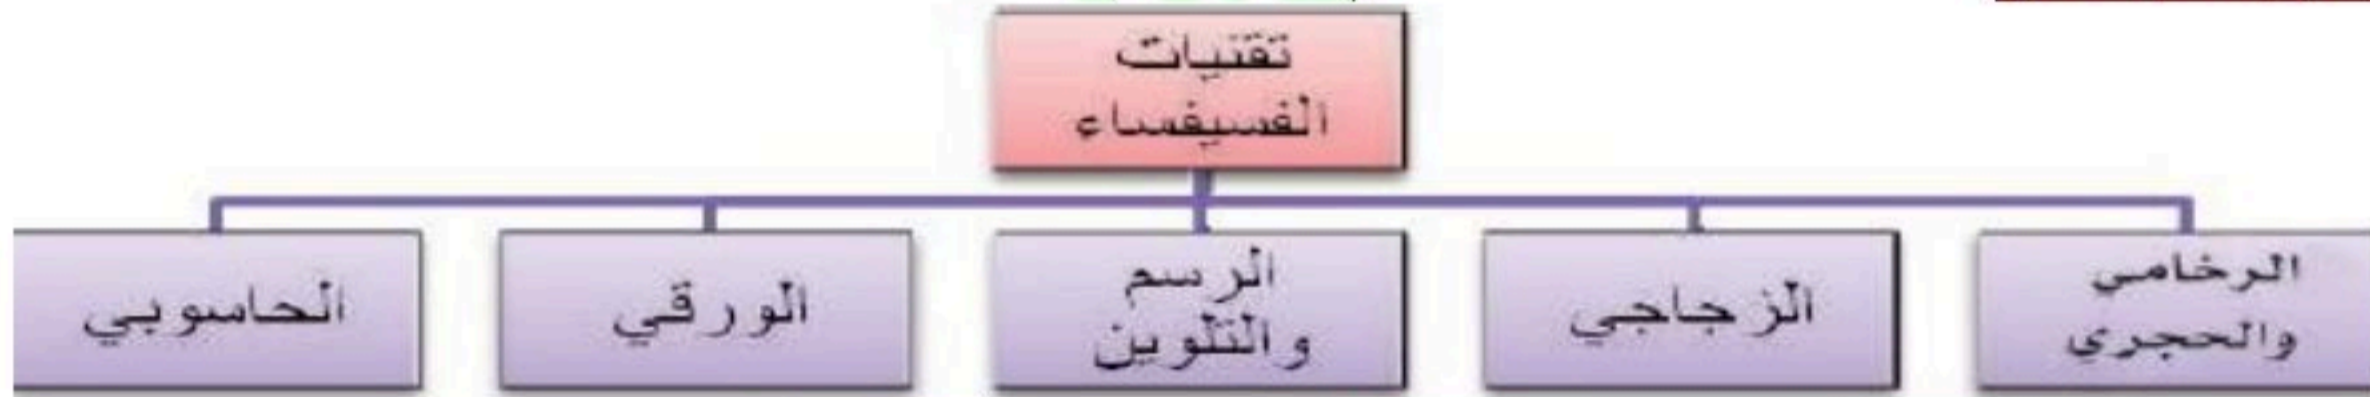 تقنيات
الفسيفساء
الرخامي
والحجري
الزجاجي
الرسم
والتلوين
الورقي
الحاسوبي